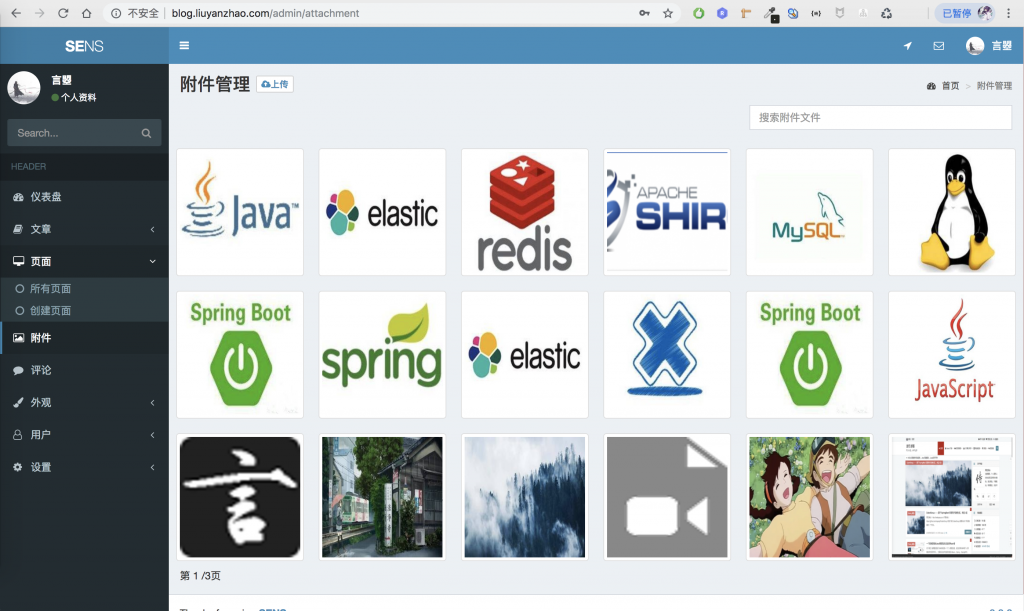 不安全 | blog.liuyanzhao.com/admin/attachment
已暂停
SENS
言曌
言曌
个人资料
附件管理
上传
首页 > 附件管理
Search...
搜索附件文件
HEADER
仪表盘
文章
页面
所有页面
创建页面
附件
评论
外观
用户
设置
Java™
elastic
redis
APACHE
SHIR
MySQL
Spring Boot
spring
elastic
Spring Boot
JavaScript
言
第 1 /3页